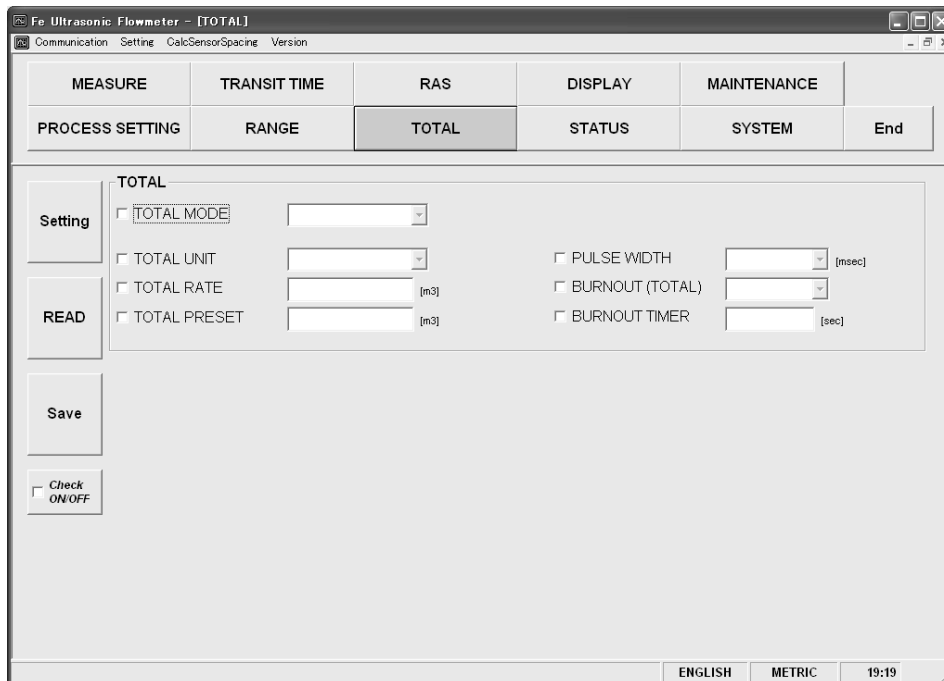 Fe Ultrasonic Flowmeter - [TOTAL]
Communication Setting CalcSensorSpacing Version
MEASURE TRANSIT TIME RAS DISPLAY MAINTENANCE
PROCESS SETTING RANGE TOTAL STATUS SYSTEM End
TOTAL
Setting
TOTAL MODE
TOTAL UNIT PULSE WIDTH [msec]
READ
TOTAL RATE [m3] BURNOUT (TOTAL)
TOTAL PRESET [m3] BURNOUT TIMER [sec]
Save
Check
ON/OFF
ENGLISH METRIC 19:19